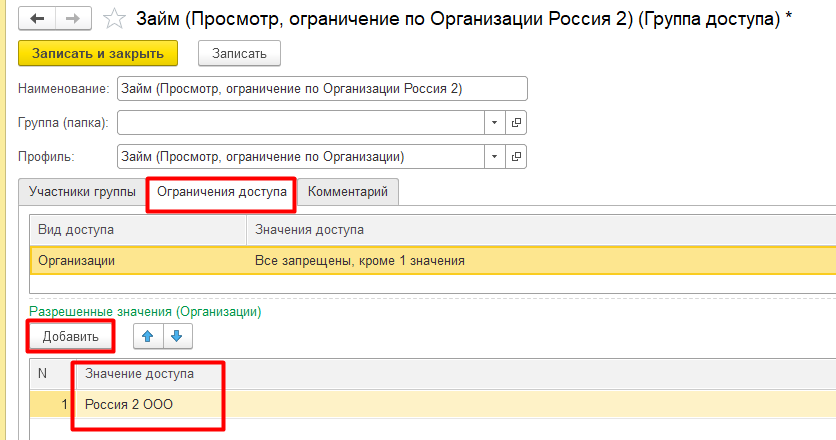 Займ (Просмотр, ограничение по Организации Россия 2) (Группа доступа) *
Записать и закрыть
Записать
Наименование: Займ (Просмотр, ограничение по Организации Россия 2)
Группа (папка):
Профиль: Займ (Просмотр, ограничение по Организации)
Участники группы Ограничения доступа Комментарий
Вид доступа Значения доступа
Организации Все запрещены, кроме 1 значения
Разрешенные значения (Организации)
Добавить
N Значение доступа
1 Россия 2 ООО